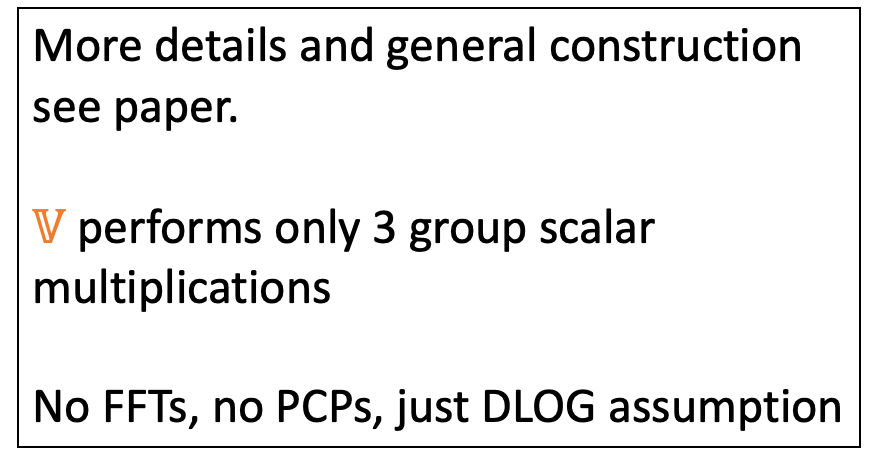 More details and general construction
see paper.
𝕍 performs only 3 group scalar
multiplications
No FFTs, no PCPs, just DLOG assumption